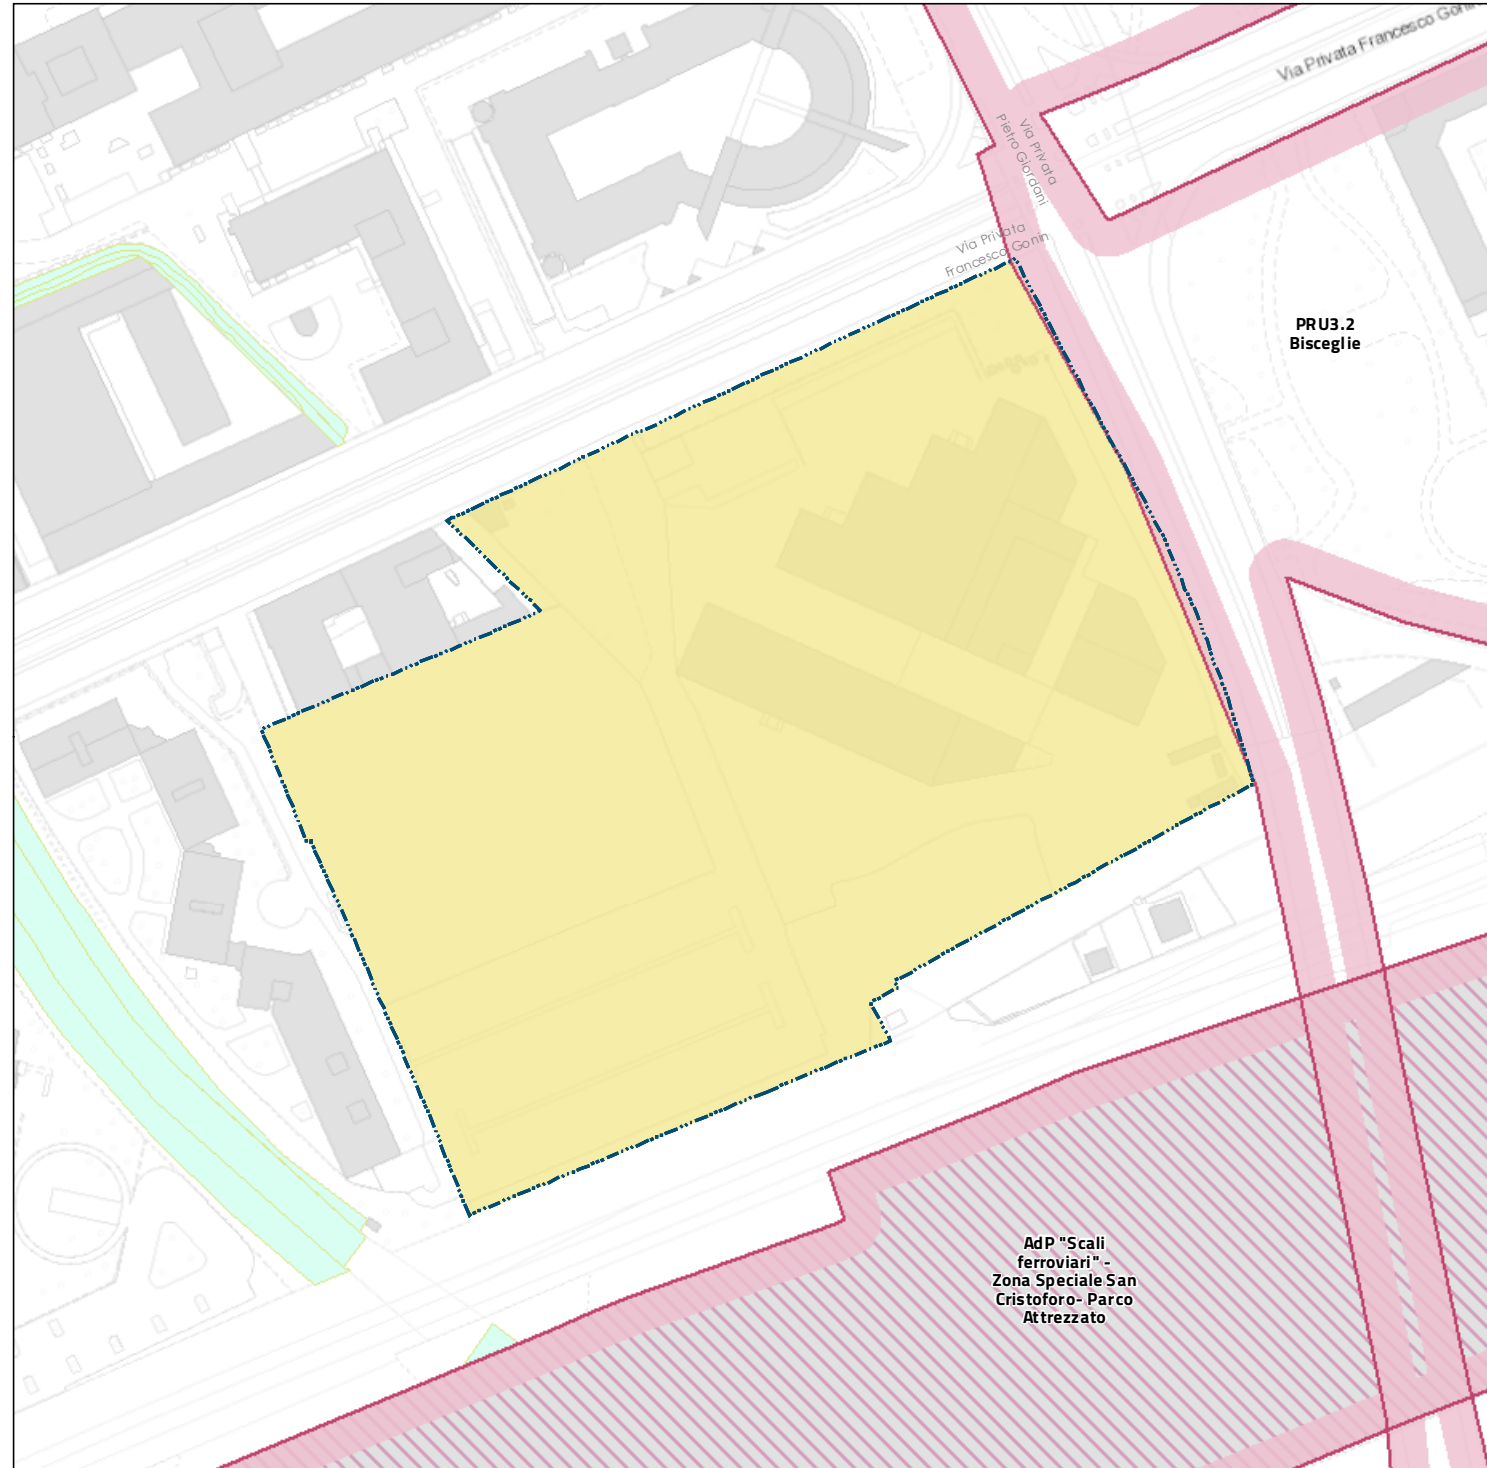 Via Privata Francesco Gonin
Via Privata
Pietro Giordani
Via Privata
Francesco Gonin
PRU3.2
Bisceglie
AdP "Scali
ferroviari" -
Zona Speciale San
Cristoforo- Parco
Attrezzato